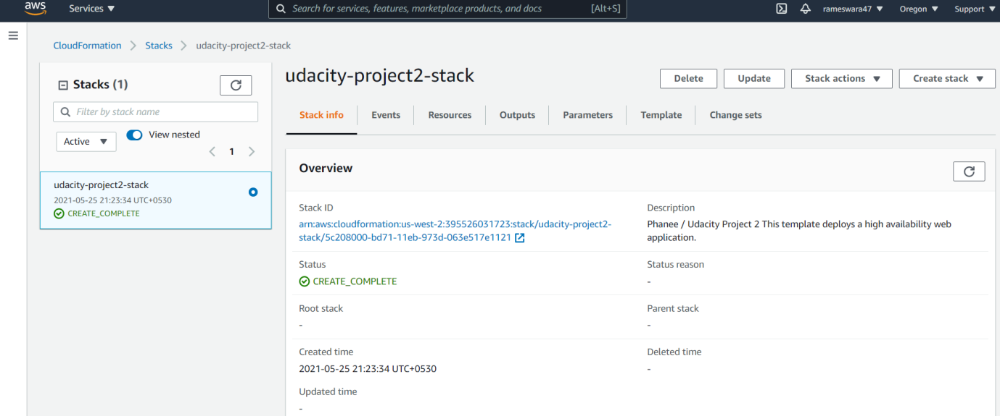 aws
Services
Search for services, features, marketplace products, and docs
[Alt+S]
rameswara47
Oregon
Support
CloudFormation
Stacks
udacity-project2-stack
Stacks (1)
Filter by stack name
Active
View nested
1
udacity-project2-stack
2021-05-25 21:23:34 UTC+0530
CREATE_COMPLETE
udacity-project2-stack
Delete
Update
Stack actions
Create stack
Stack info
Events
Resources
Outputs
Parameters
Template
Change sets
Overview
Stack ID
arn:aws:cloudformation:us-west-2:395526031723:stack/udacity-project2-
stack/5c208000-bd71-11eb-973d-063e517e1121
Description
Phanee / Udacity Project 2 This template deploys a high availability web
application.
Status
CREATE_COMPLETE
Status reason
-
Root stack
-
Parent stack
-
Created time
2021-05-25 21:23:34 UTC+0530
Deleted time
-
Updated time
-